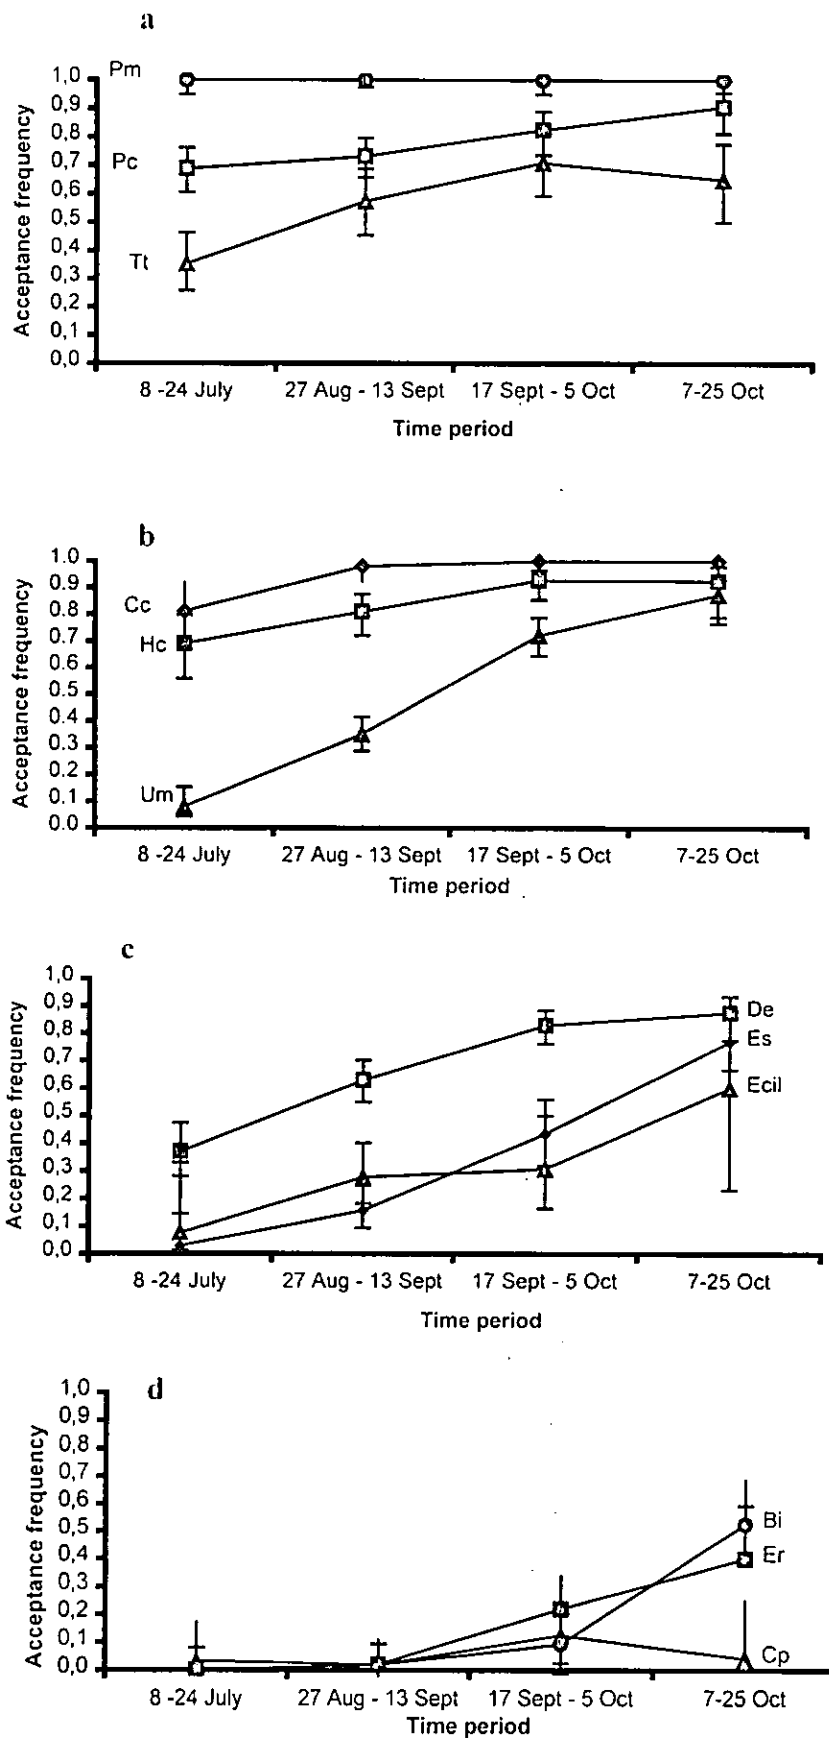 a
Pm
Pc
Tt
Acceptance frequency
1,0
0,9
0,8
0,7
0,6
0,5
0,4
0,3
0,2
0,1
0,0
8 -24 July 27 Aug - 13 Sept 17 Sept - 5 Oct 7-25 Oct
Time period
b
Cc
Hc
Um
Acceptance frequency
1.0
0.9
0.8
0.7
0.6
0.5
0.4
0.3
0.2
0.1
0.0
8 -24 July 27 Aug - 13 Sept 17 Sept - 5 Oct 7-25 Oct
Time period
c
De
Es
Ecil
Acceptance frequency
1,0
0,9
0,8
0,7
0,6
0,5
0,4
0,3
0,2
0,1
0,0
8 -24 July 27 Aug - 13 Sept 17 Sept - 5 Oct 7-25 Oct
Time period
d
Bi
Er
Cp
Acceptance frequency
1,0
0,9
0,8
0,7
0,6
0,5
0,4
0,3
0,2
0,1
0,0
8 -24 July 27 Aug - 13 Sept 17 Sept - 5 Oct 7-25 Oct
Time period